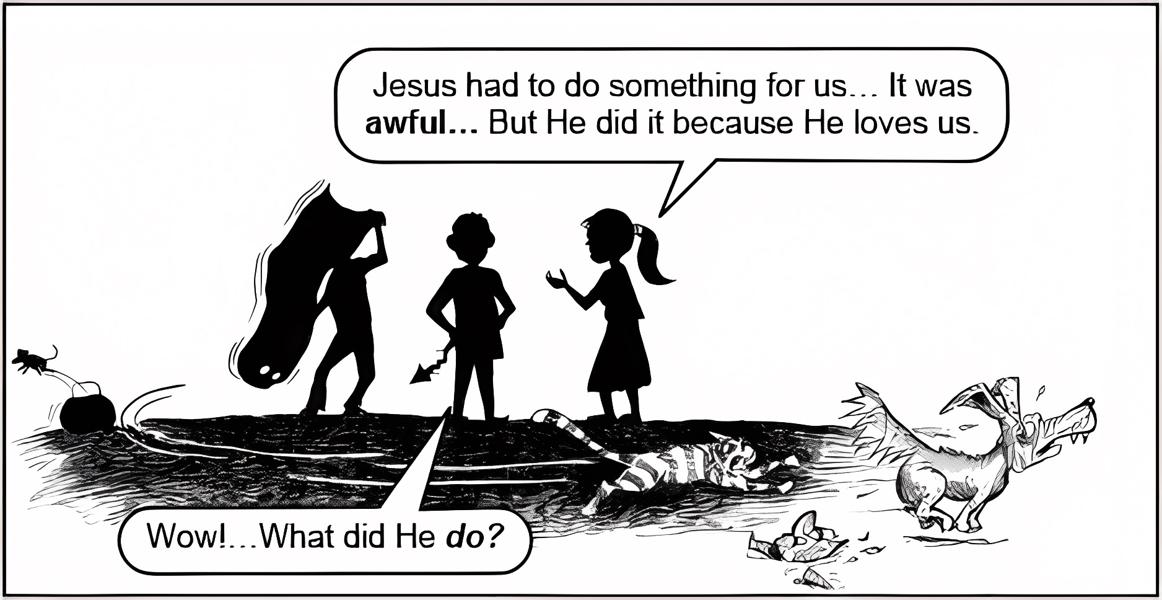 Jesus had to do something for us... It was
awful... But He did it because He loves us.
Wow!...What did He do?